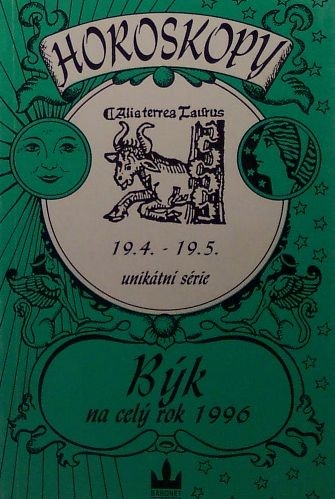 HOROSKOPY
Alia terrea Taurus
19.4. - 19.5.
unikátní série
Býk
na celý rok 1996
BARONET